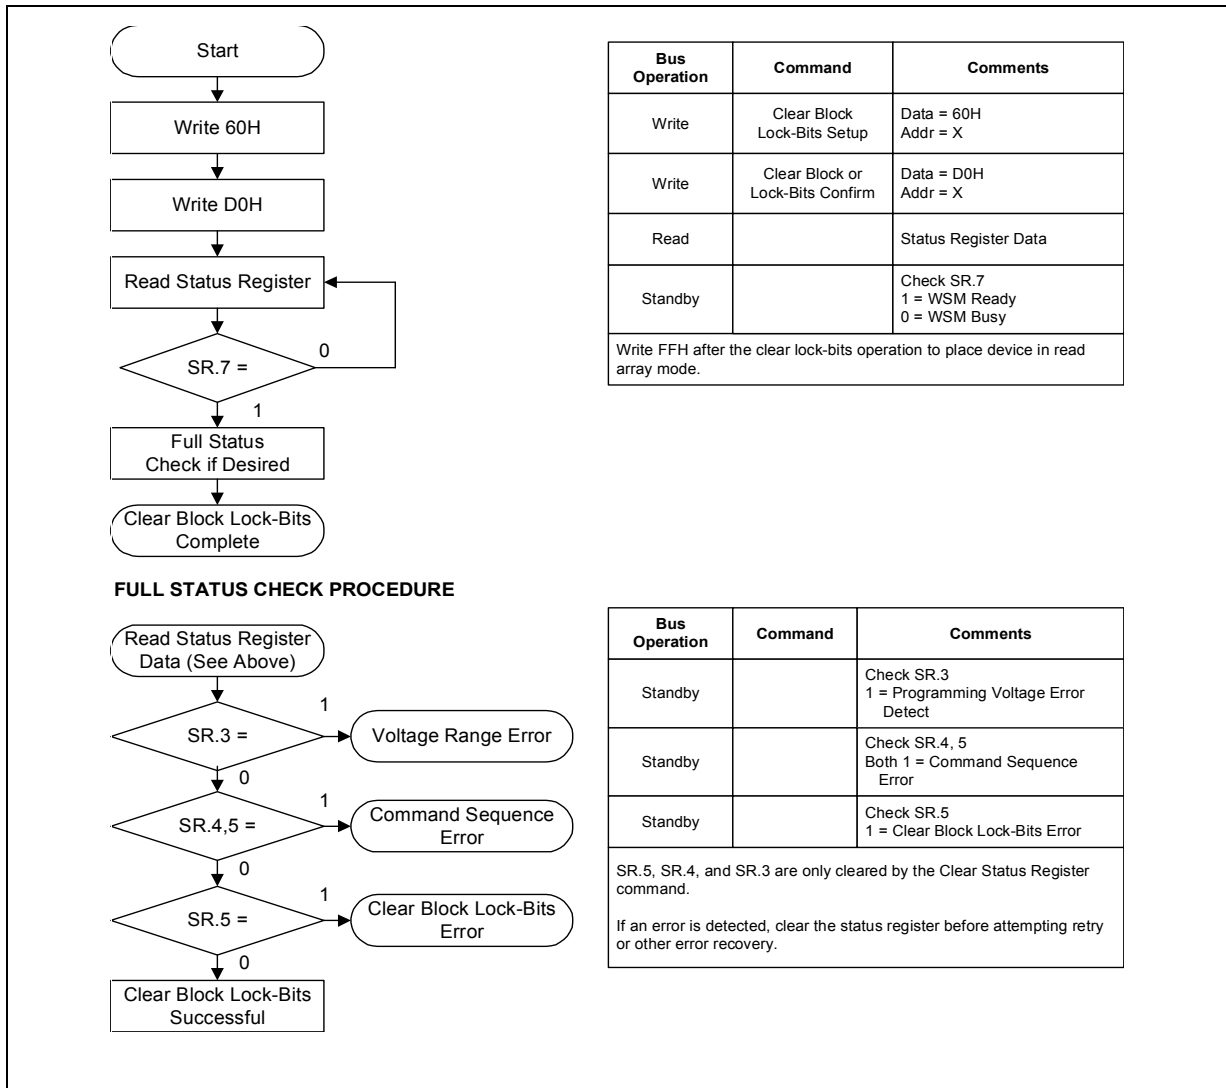 Start
Write 60H
Write D0H
Read Status Register
SR.7 =
0
1
Full Status
Check if Desired
Clear Block Lock-Bits
Complete
Bus
Operation
Command
Comments
Write
Clear Block
Lock-Bits Setup
Data = 60H
Addr = X
Write
Clear Block or
Lock-Bits Confirm
Data = D0H
Addr = X
Read
Status Register Data
Standby
Check SR.7
1 = WSM Ready
0 = WSM Busy
Write FFH after the clear lock-bits operation to place device in read
array mode.
FULL STATUS CHECK PROCEDURE
Read Status Register
Data (See Above)
SR.3 =
1
Voltage Range Error
0
SR.4,5 =
1
Command Sequence
Error
0
SR.5 =
1
Clear Block Lock-Bits
Error
0
Clear Block Lock-Bits
Successful
Bus
Operation
Command
Comments
Standby
Check SR.3
1 = Programming Voltage Error
Detect
Standby
Check SR.4, 5
Both 1 = Command Sequence
Error
Standby
Check SR.5
1 = Clear Block Lock-Bits Error
SR.5, SR.4, and SR.3 are only cleared by the Clear Status Register
command.
If an error is detected, clear the status register before attempting retry
or other error recovery.